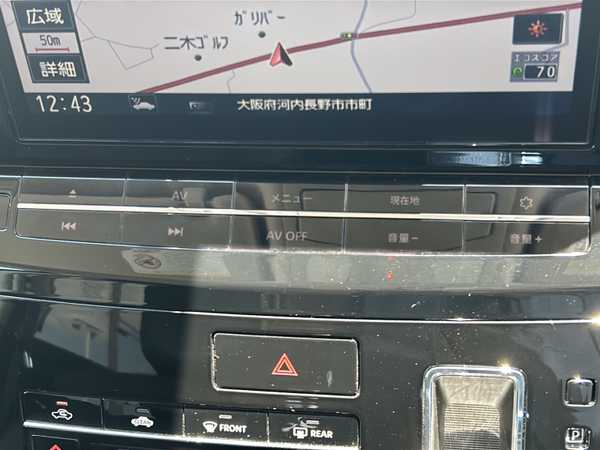 広域
ガリバー
50m
二木ゴルフ
詳細
エコスコア
70
12:43
大阪府河内長野市市町
AV
メニュー
現在地
AV OFF
音量−
音量+
FRONT
REAR
P